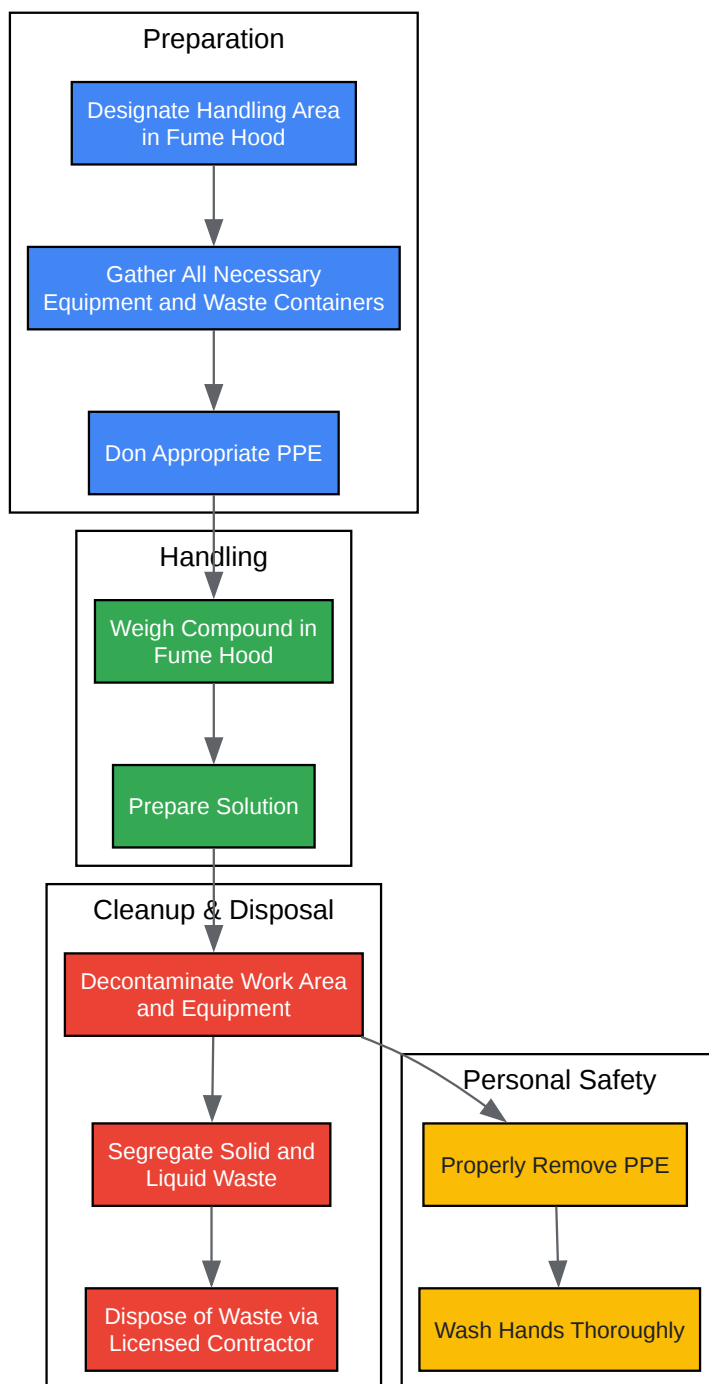 Preparation
Designate Handling Area
in Fume Hood
Gather All Necessary
Equipment and Waste Containers
Don Appropriate PPE
Handling
Weigh Compound in
Fume Hood
Prepare Solution
Cleanup & Disposal
Decontaminate Work Area
and Equipment
Segregate Solid and
Liquid Waste
Dispose of Waste via
Licensed Contractor
Personal Safety
Properly Remove PPE
Wash Hands Thoroughly